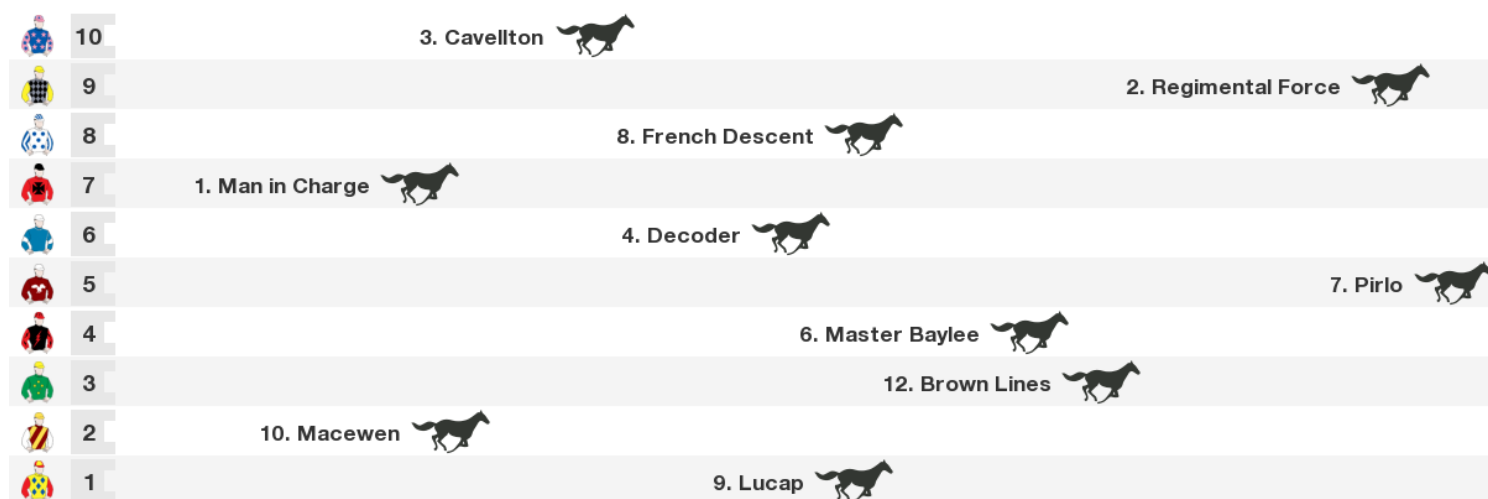 10 3. Cavellton
9 2. Regimental Force
8 8. French Descent
7 1. Man in Charge
6 4. Decoder
5 7. Pirlo
4 6. Master Baylee
3 12. Brown Lines
2 10. Macewen
1 9. Lucap